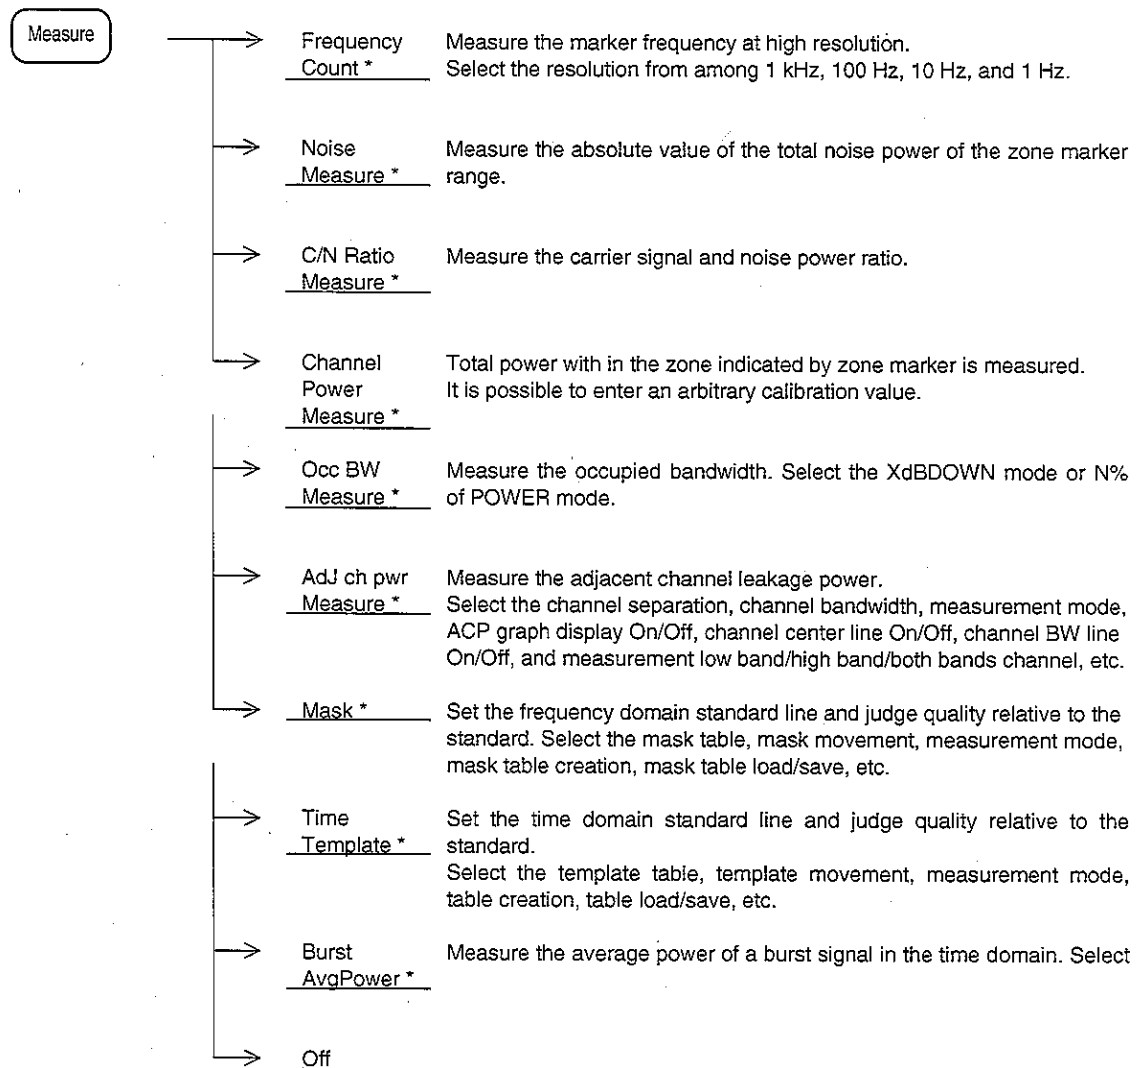 Measure
Frequency Measure the marker frequency at high resolution.
Count * Select the resolution from among 1 kHz, 100 Hz, 10 Hz, and 1 Hz.
Noise Measure the absolute value of the total noise power of the zone marker
Measure * range.
C/N Ratio Measure the carrier signal and noise power ratio.
Measure *
Channel Total power with in the zone indicated by zone marker is measured.
Power It is possible to enter an arbitrary calibration value.
Measure *
Occ BW Measure the occupied bandwidth. Select the XdBDOWN mode or N%
Measure * of POWER mode.
AdJ ch pwr Measure the adjacent channel leakage power.
Measure * Select the channel separation, channel bandwidth, measurement mode,
ACP graph display On/Off, channel center line On/Off, channel BW line
On/Off, and measurement low band/high band/both bands channel, etc.
Mask * Set the frequency domain standard line and judge quality relative to the
standard. Select the mask table, mask movement, measurement mode,
mask table creation, mask table load/save, etc.
Time Set the time domain standard line and judge quality relative to the
Template * standard.
Select the template table, template movement, measurement mode,
table creation, table load/save, etc.
Burst Measure the average power of a burst signal in the time domain. Select
AvgPower *
Off